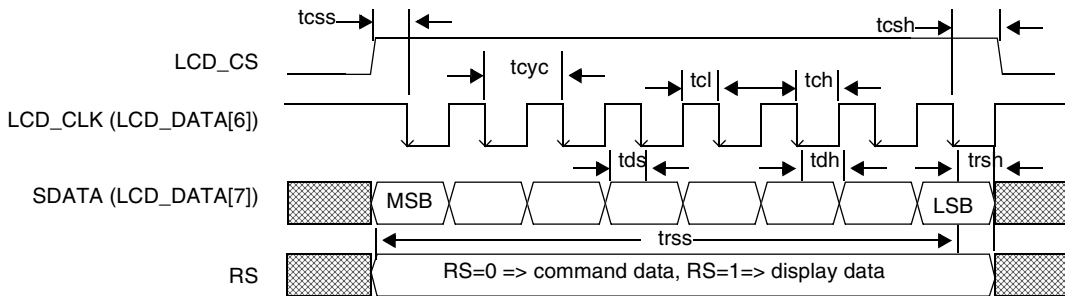 tcss
tcsh
LCD_CS
tcyc
tcl
tch
LCD_CLK (LCD_DATA[6])
tds
tdh
trsh
SDATA (LCD_DATA[7])
MSB
LSB
trss
RS
RS=0 => command data, RS=1=> display data